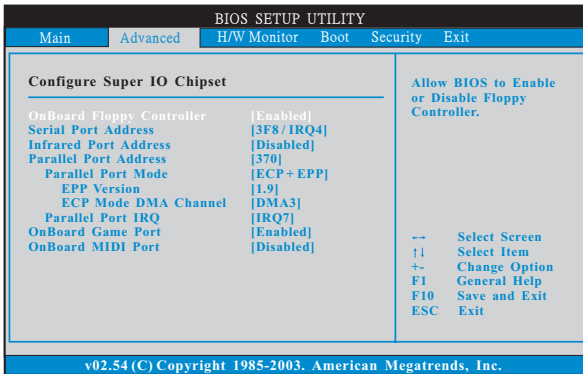 BIOS SETUP UTILITY
Main Advanced H/W Monitor Boot Security Exit
Configure Super IO Chipset
OnBoard Floppy Controller [Enabled]
Serial Port Address [3F8 / IRQ4]
Infrared Port Address [Disabled]
Parallel Port Address [370]
Parallel Port Mode [ECP + EPP]
EPP Version [1.9]
ECP Mode DMA Channel [DMA3]
Parallel Port IRQ [IRQ7]
OnBoard Game Port [Enabled]
OnBoard MIDI Port [Disabled]
Allow BIOS to Enable
or Disable Floppy
Controller.
←→ Select Screen
↑↓ Select Item
+- Change Option
F1 General Help
F10 Save and Exit
ESC Exit
v02.54 (C) Copyright 1985-2003. American Megatrends, Inc.